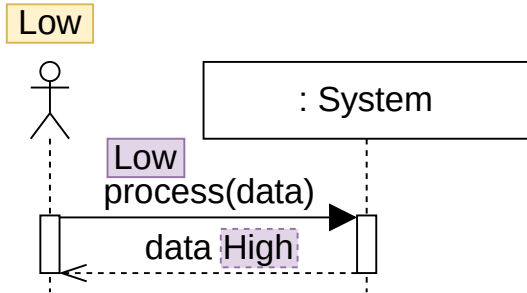 Low
: System
Low
process(data)
data High